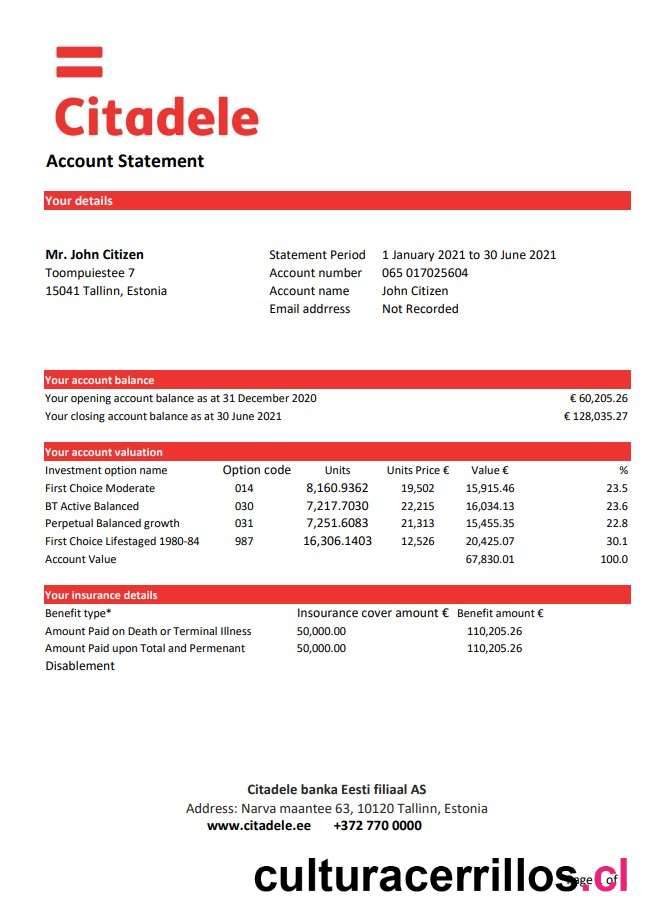 Citadele
Account Statement
Your details
Mr. John Citizen Statement Period 1 January 2021 to 30 June 2021
Toompuiestee 7 Account number 065 017025604
15041 Tallinn, Estonia Account name John Citizen
Email addrress Not Recorded
Your account balance
Your opening account balance as at 31 December 2020 € 60,205.26
Your closing account balance as at 30 June 2021 € 128,035.27
Your account valuation
Investment option name Option code Units Units Price € Value € %
First Choice Moderate 014 8,160.9362 19,502 15,915.46 23.5
BT Active Balanced 030 7,217.7030 22,215 16,034.13 23.6
Perpetual Balanced growth 031 7,251.6083 21,313 15,455.35 22.8
First Choice Lifestaged 1980-84 987 16,306.1403 12,526 20,425.07 30.1
Account Value 67,830.01 100.0
Your insurance details
Benefit type* Insourance cover amount € Benefit amount €
Amount Paid on Death or Terminal Illness 50,000.00 110,205.26
Amount Paid upon Total and Permenant 50,000.00 110,205.26
Disablement
Citadele banka Eesti filiaal AS
Address: Narva maantee 63, 10120 Tallinn, Estonia
www.citadele.ee +372 770 0000
culturacerrillos.cl
of